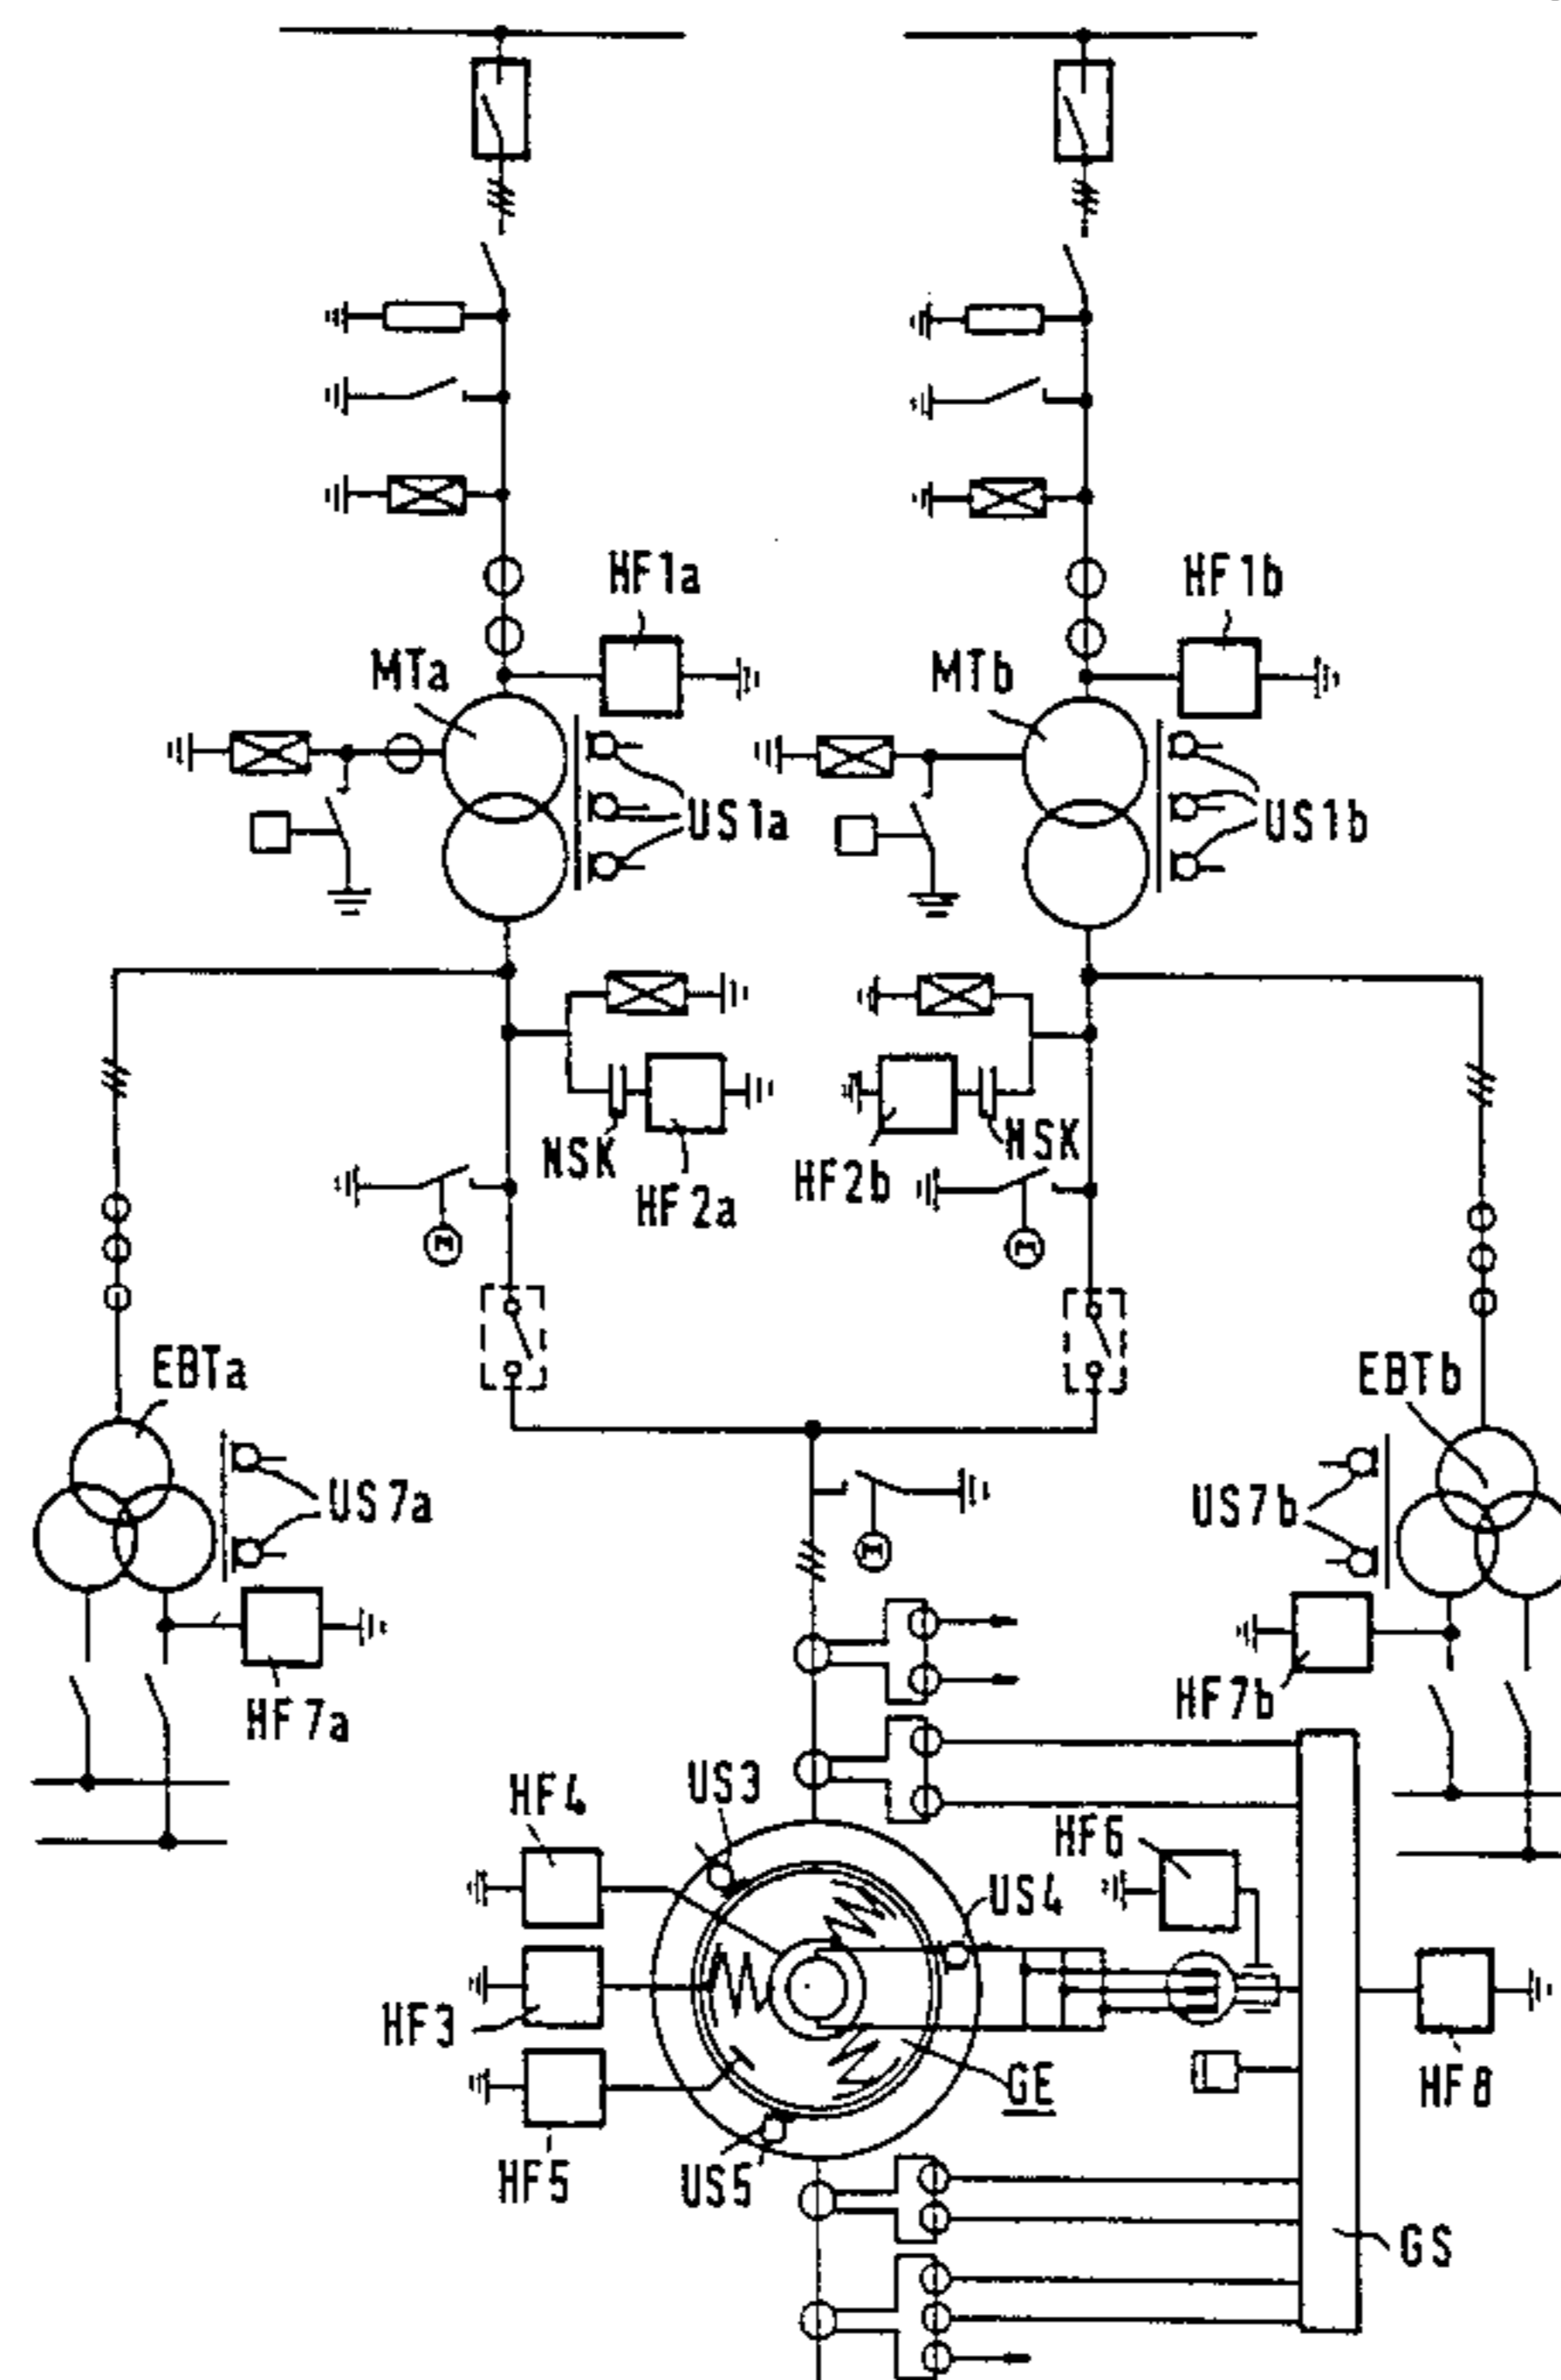 HF1a
HF1b
MTa
MTb
US1a
US1b
NSK
NSK
HF2a
HF2b
M
M
EBTa
EBTb
US7a
US7b
M
HF7a
HF7b
US3
HF4
HF6
US4
HF3
GE
HF8
HF5
US5
GS